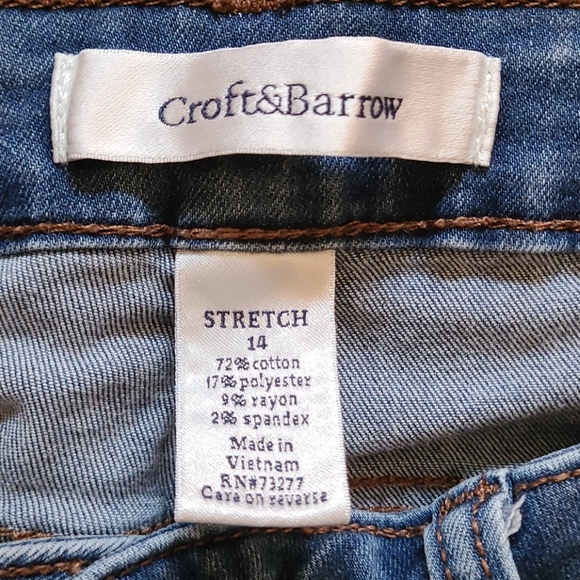 Croft&Barrow
STRETCH
14
72% cotton
17% polyester
9% rayon
2% spandex
Made in
Vietnam
RN#73277
Care on reverse